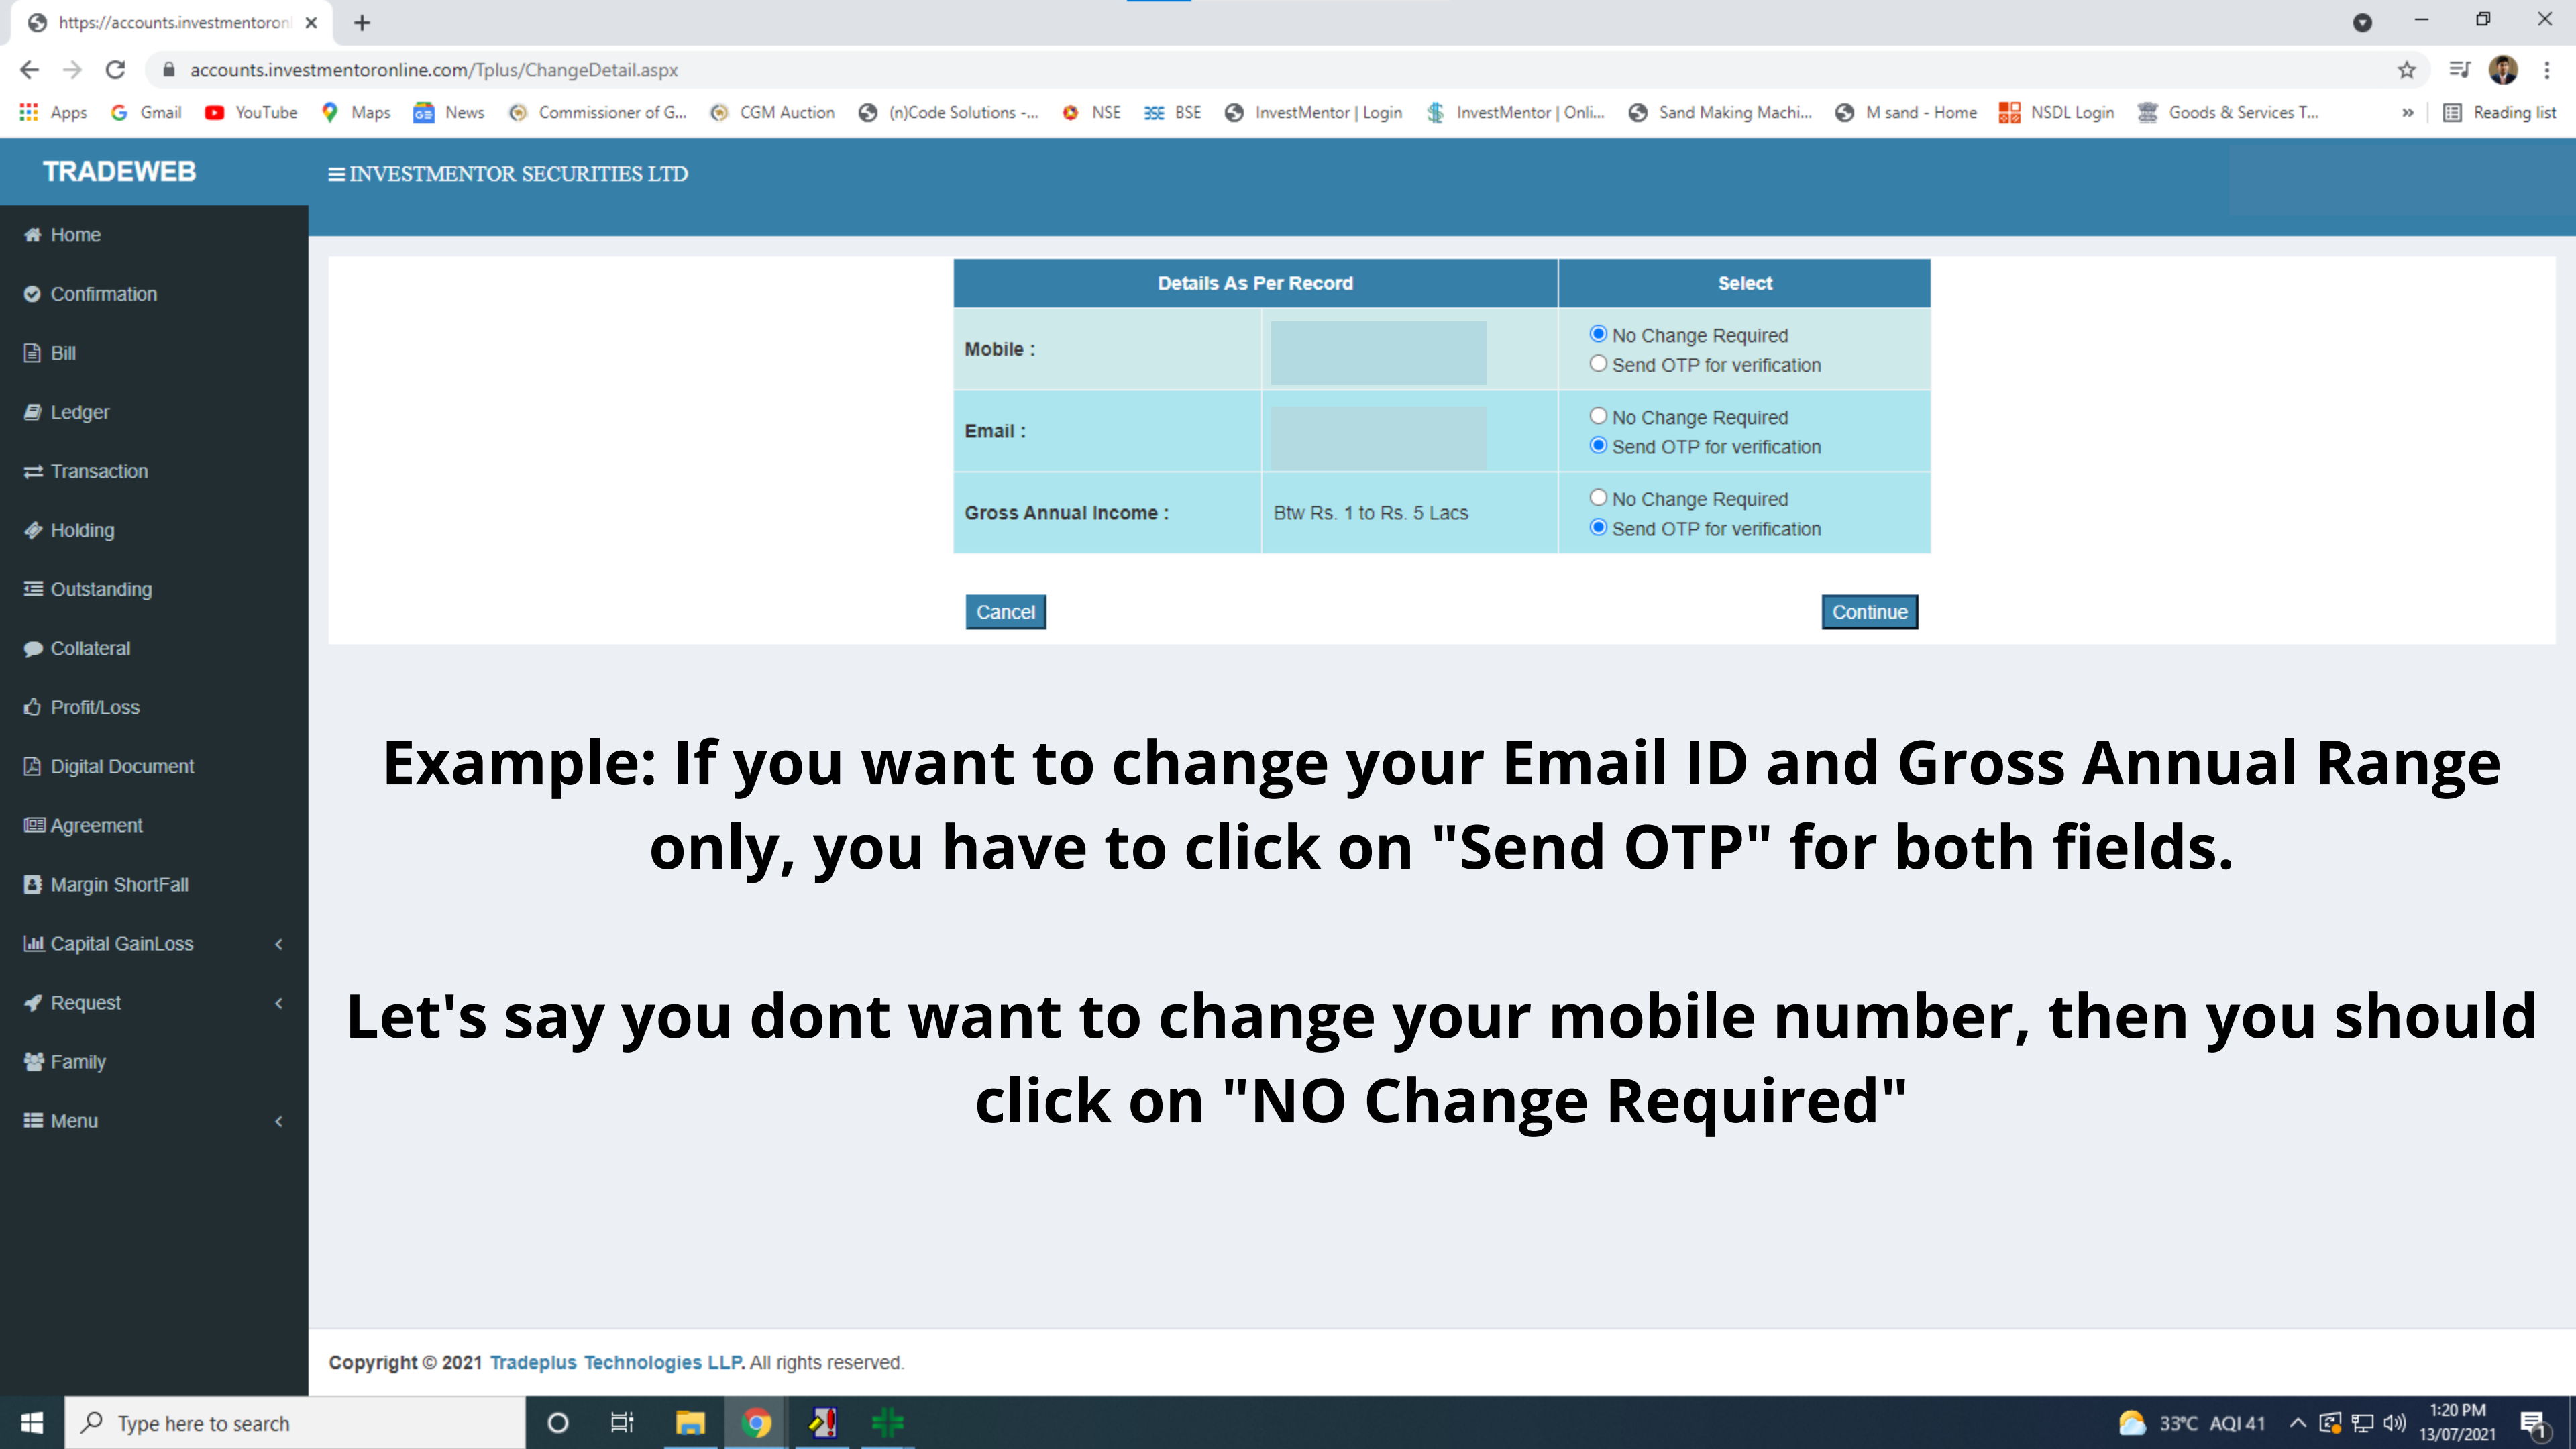 https://accounts.investmentoronl
accounts.investmentoronline.com/Tplus/ChangeDetail.aspx
Apps Gmail YouTube Maps News Commissioner of G... CGM Auction (n)Code Solutions -... NSE BSE InvestMentor | Login InvestMentor | Onli... Sand Making Machi... M sand - Home NSDL Login Goods & Services T... » Reading list
TRADEWEB
INVESTMENTOR SECURITIES LTD
Home
Confirmation
Bill
Ledger
Transaction
Holding
Outstanding
Collateral
Profit/Loss
Digital Document
Agreement
Margin ShortFall
Capital GainLoss
Request
Family
Menu
Details As Per Record Select
Mobile :
No Change Required
Send OTP for verification
Email :
No Change Required
Send OTP for verification
Gross Annual Income : Btw Rs. 1 to Rs. 5 Lacs
No Change Required
Send OTP for verification
Cancel Continue
Example: If you want to change your Email ID and Gross Annual Range
only, you have to click on "Send OTP" for both fields.
Let's say you dont want to change your mobile number, then you should
click on "NO Change Required"
Copyright © 2021 Tradeplus Technologies LLP. All rights reserved.
Type here to search
33°C AQI 41
1:20 PM
13/07/2021
1